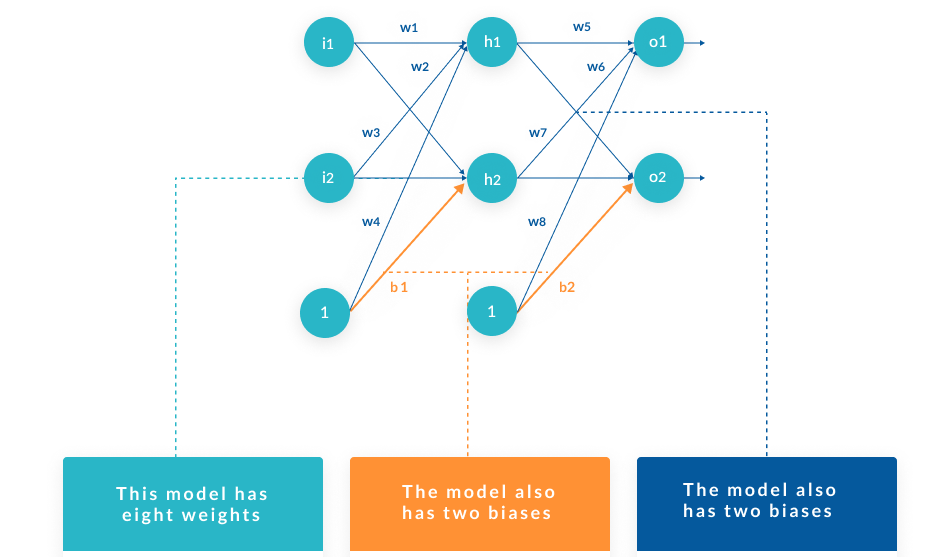 w1
w5
i1
h1
o1
w2
w6
w3
w7
i2
h2
o2
w4
w8
b1
b2
1
1
This model has
eight weights
The model also
has two biases
The model also
has two biases